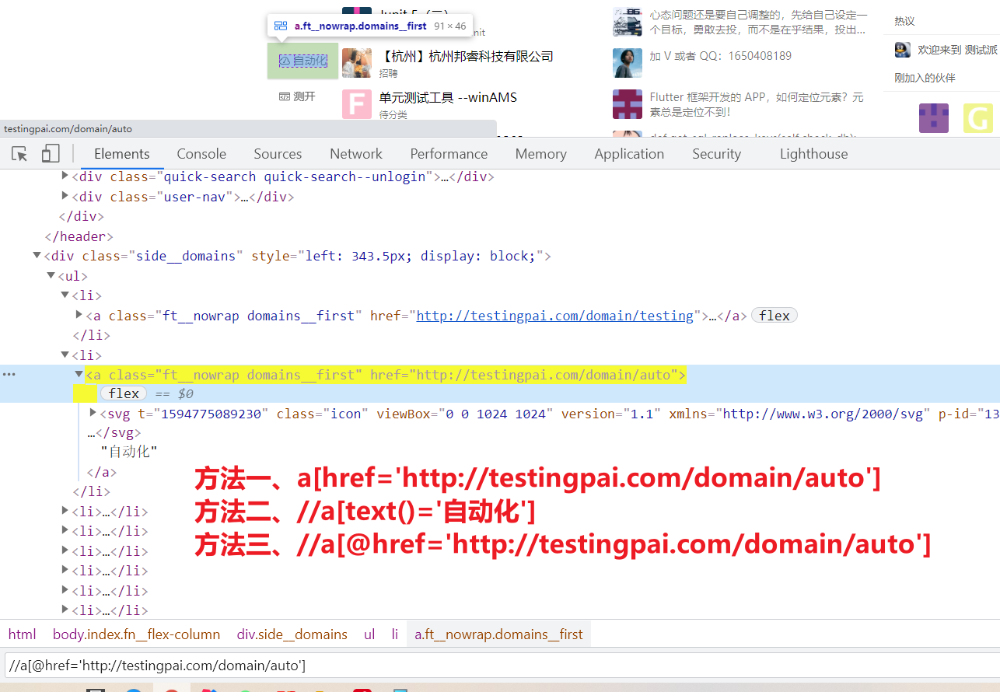 a.ft__nowrap.domains__first 91 × 46
自动化
【杭州】杭州邦睿科技有限公司
招聘
测开
单元测试工具 --winAMS
待分类
心态问题还是要自己调整的，先给自己设定一
个目标，勇敢去投，而不是在乎结果，投出...
加 V 或者 QQ：1650408189
Flutter 框架开发的 APP，如何定位元素？元
素总是定位不到！
热议
欢迎来到 测试派
刚加入的伙伴
testingpai.com/domain/auto
Elements Console Sources Network Performance Memory Application Security Lighthouse
<div class="quick-search quick-search--unlogin">…</div>
<div class="user-nav">…</div>
</div>
</header>
<div class="side__domains" style="left: 343.5px; display: block;">
<ul>
<li>
<a class="ft__nowrap domains__first" href="http://testingpai.com/domain/testing">…</a> flex
</li>
<li>
<a class="ft__nowrap domains__first" href="http://testingpai.com/domain/auto">
flex == $0
<svg t="1594775089230" class="icon" viewBox="0 0 1024 1024" version="1.1" xmlns="http://www.w3.org/2000/svg" p-id="13
…</svg>
"自动化"
</a>
</li>
方法一、a[href='http://testingpai.com/domain/auto']
方法二、//a[text()='自动化']
方法三、//a[@href='http://testingpai.com/domain/auto']
<li>…</li>
<li>…</li>
<li>…</li>
<li>…</li>
<li>…</li>
<li>…</li>
html body.index.fn__flex-column div.side__domains ul li a.ft__nowrap.domains__first
//a[@href='http://testingpai.com/domain/auto']